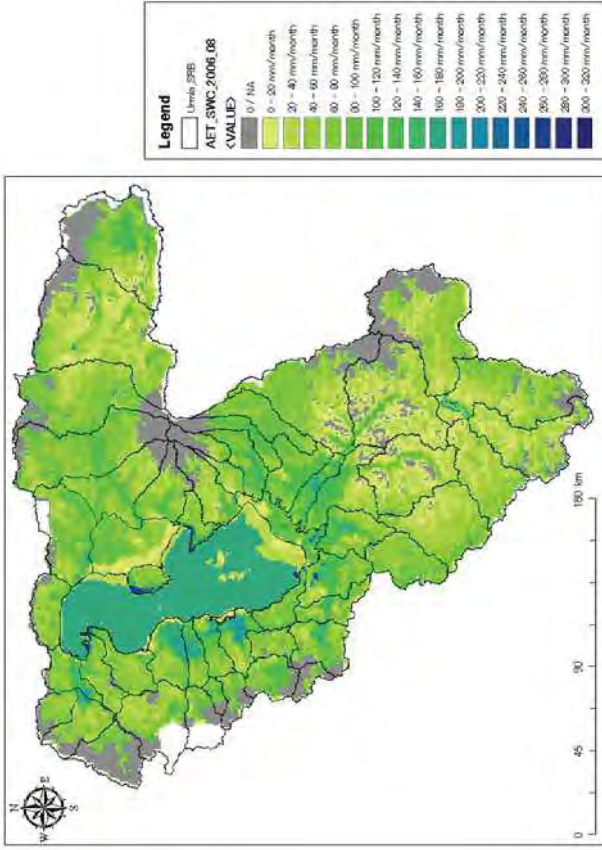 N
W
E
S
0
45
90
180 km
Legend
Urmia_SRB
AET_SWC_2006_08
<VALUE>
0 / NA
0 - 20 mm/month
20 - 40 mm/month
40 - 60 mm/month
60 - 80 mm/month
80 - 100 mm/month
100 - 120 mm/month
120 - 140 mm/month
140 - 160 mm/month
160 - 180 mm/month
180 - 200 mm/month
200 - 220 mm/month
220 - 240 mm/month
240 - 260 mm/month
260 - 280 mm/month
280 - 300 mm/month
300 - 320 mm/month